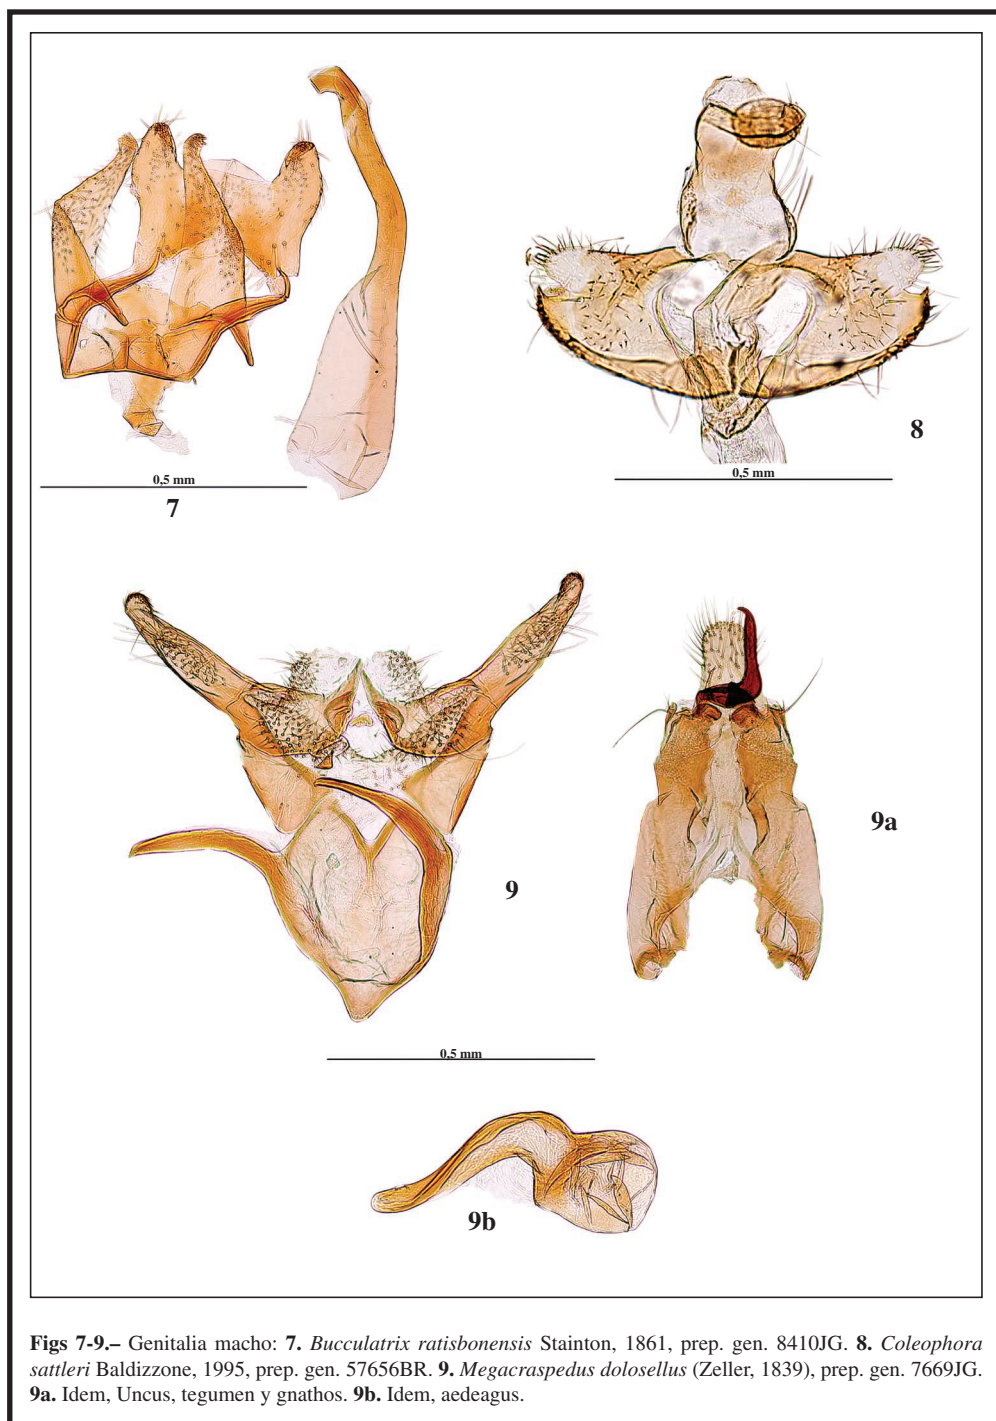 0,5 mm
7
0,5 mm
8
9
9a
0,5 mm
9b
Figs 7-9.– Genitalia macho: 7. Bucculatrix ratisbonensis Stainton, 1861, prep. gen. 8410JG. 8. Coleophora
sattleri Baldizzone, 1995, prep. gen. 57656BR. 9. Megacraspedus dolosellus (Zeller, 1839), prep. gen. 7669JG.
9a. Idem, Uncus, tegumen y gnathos. 9b. Idem, aedeagus.